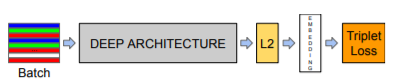 Batch
DEEP ARCHITECTURE
L2
EMBEDDING
Triplet
Loss